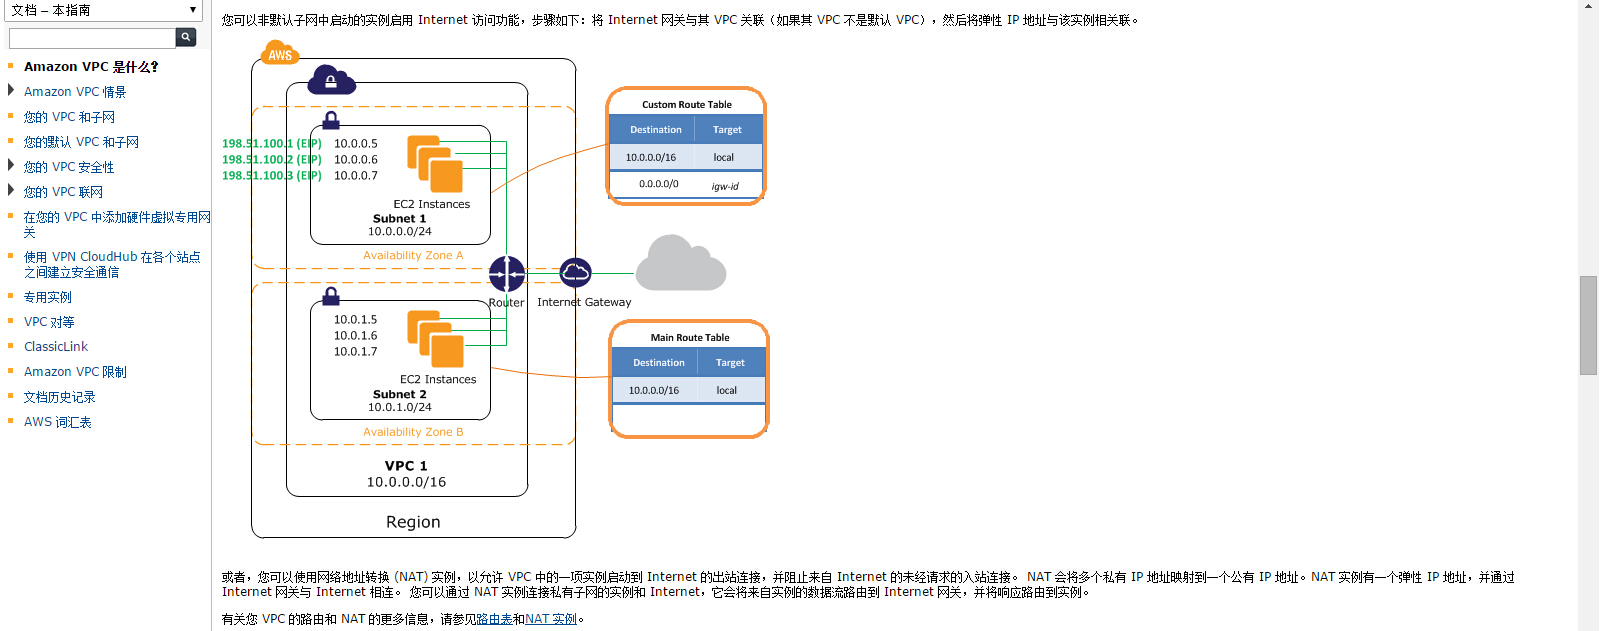 文档 – 本指南
Amazon VPC 是什么?
Amazon VPC 情景
您的 VPC 和子网
您的默认 VPC 和子网
您的 VPC 安全性
您的 VPC 联网
在您的 VPC 中添加硬件虚拟专用网
关
使用 VPN CloudHub 在各个站点
之间建立安全通信
专用实例
VPC 对等
ClassicLink
Amazon VPC 限制
文档历史记录
AWS 词汇表
您可以非默认子网中启动的实例启用 Internet 访问功能，步骤如下：将 Internet 网关与其 VPC 关联（如果其 VPC 不是默认 VPC），然后将弹性 IP 地址与该实例相关联。
AWS
198.51.100.1 (EIP) 10.0.0.5
198.51.100.2 (EIP) 10.0.0.6
198.51.100.3 (EIP) 10.0.0.7
EC2 Instances
Subnet 1
10.0.0.0/24
Availability Zone A
Custom Route Table
Destination Target
10.0.0.0/16 local
0.0.0.0/0 igw-id
Router Internet Gateway
10.0.1.5
10.0.1.6
10.0.1.7
EC2 Instances
Subnet 2
10.0.1.0/24
Availability Zone B
Main Route Table
Destination Target
10.0.0.0/16 local
VPC 1
10.0.0.0/16
Region
或者，您可以使用网络地址转换 (NAT) 实例，以允许 VPC 中的一项实例启动到 Internet 的出站连接，并阻止来自 Internet 的未经请求的入站连接。 NAT 会将多个私有 IP 地址映射到一个公有 IP 地址。NAT 实例有一个弹性 IP 地址，并通过
Internet 网关与 Internet 相连。 您可以通过 NAT 实例连接私有子网的实例和 Internet，它会将来自实例的数据流路由到 Internet 网关，并将响应路由到实例。
有关您 VPC 的路由和 NAT 的更多信息，请参见路由表和NAT 实例。